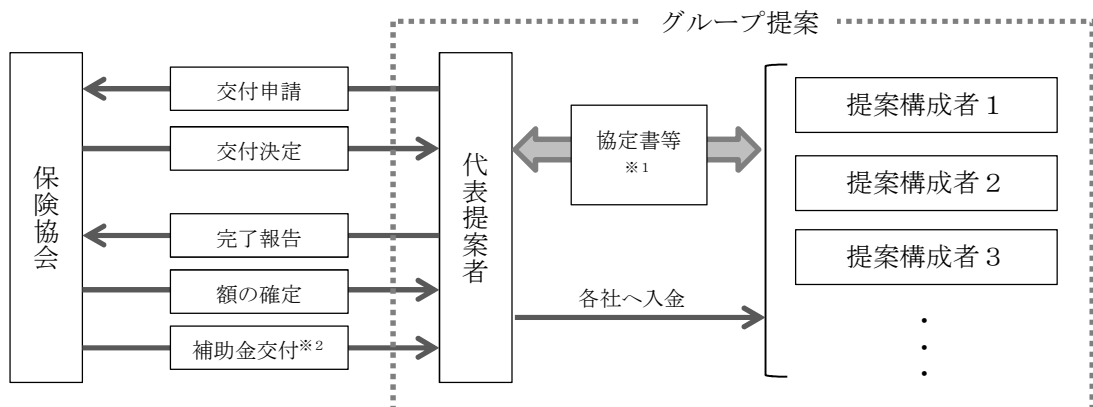 グループ提案
保険協会
交付申請
交付決定
完了報告
額の確定
補助金交付※2
代表提案者
協定書等
※1
各社へ入金
提案構成者1
提案構成者2
提案構成者3
・
・
・